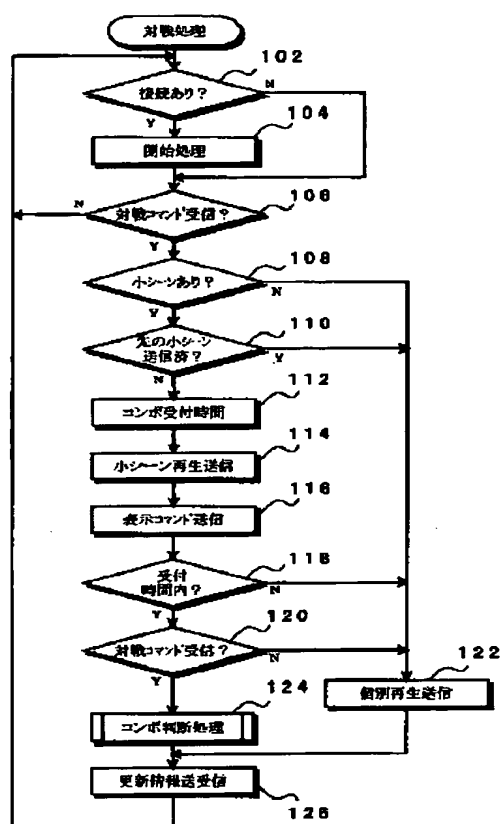 対戦処理
102
接続あり?
N
Y
104
開始処理
106
N
対戦コマンド受信?
Y
108
小シーンあり?
N
Y
110
先の小シーン
送信済?
Y
N
112
コンボ受付時間
114
小シーン再生送信
116
表示コマンド送信
118
受付
時間内?
N
Y
120
対戦コマンド受信?
N
Y
122
個別再生送信
124
コンボ判断処理
更新情報送受信
126